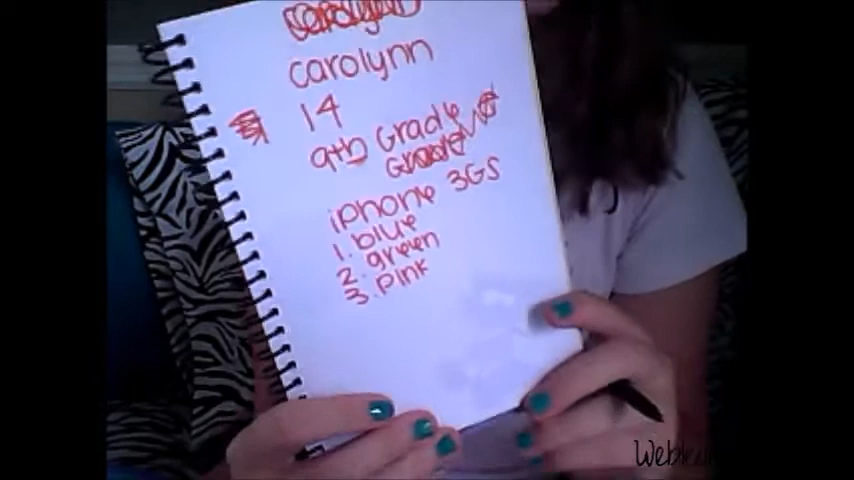 carolynn
14
9th Grade
iphone 3GS
1. blue
2. green
3. pink